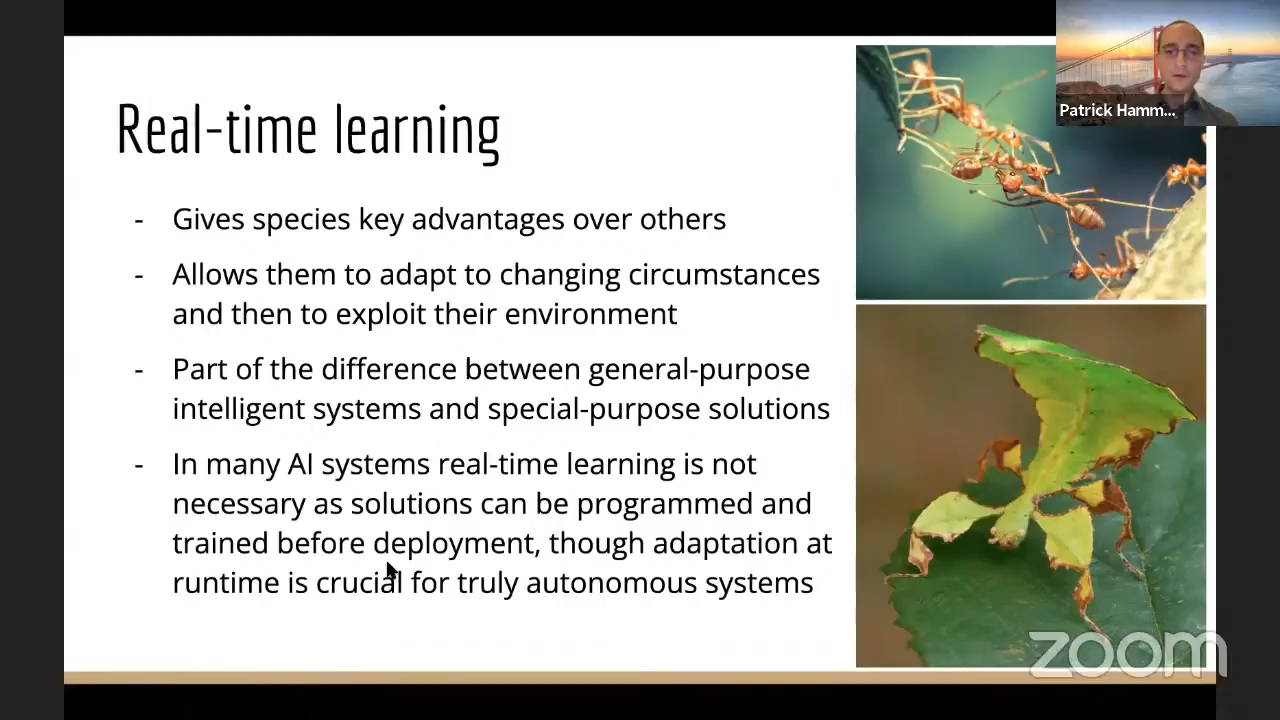 Real-time learning
- Gives species key advantages over others
- Allows them to adapt to changing circumstances
and then to exploit their environment
- Part of the difference between general-purpose
intelligent systems and special-purpose solutions
- In many AI systems real-time learning is not
necessary as solutions can be programmed and
trained before deployment, though adaptation at
runtime is crucial for truly autonomous systems
Patrick Hamm...
zoom